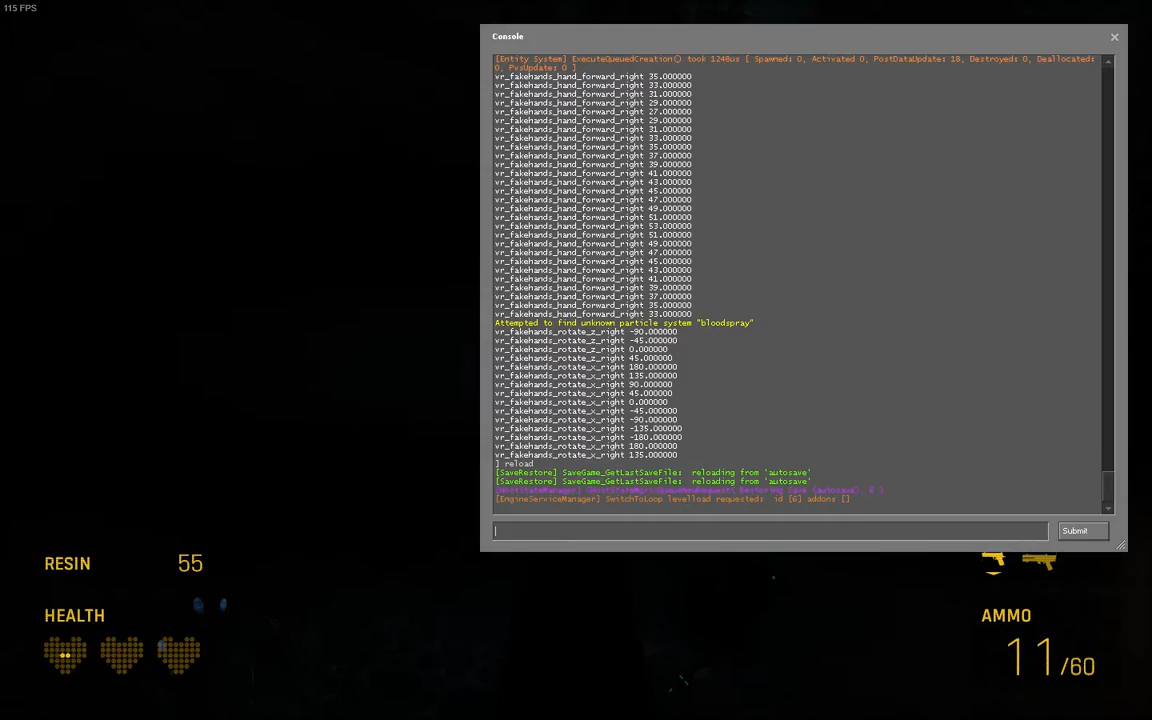 115 FPS
Console
[Entity System] ExecuteQueuedCreation() took 1248us [ Spawned: 0, Activated 0, PostDataUpdate: 18, Destroyed: 0, Deallocated:
0, PvsUpdate: 0 ]
vr_fakehands_hand_forward_right 35.000000
vr_fakehands_hand_forward_right 33.000000
vr_fakehands_hand_forward_right 31.000000
vr_fakehands_hand_forward_right 29.000000
vr_fakehands_hand_forward_right 27.000000
vr_fakehands_hand_forward_right 29.000000
vr_fakehands_hand_forward_right 31.000000
vr_fakehands_hand_forward_right 33.000000
vr_fakehands_hand_forward_right 35.000000
vr_fakehands_hand_forward_right 37.000000
vr_fakehands_hand_forward_right 39.000000
vr_fakehands_hand_forward_right 41.000000
vr_fakehands_hand_forward_right 43.000000
vr_fakehands_hand_forward_right 45.000000
vr_fakehands_hand_forward_right 47.000000
vr_fakehands_hand_forward_right 49.000000
vr_fakehands_hand_forward_right 51.000000
vr_fakehands_hand_forward_right 53.000000
vr_fakehands_hand_forward_right 51.000000
vr_fakehands_hand_forward_right 49.000000
vr_fakehands_hand_forward_right 47.000000
vr_fakehands_hand_forward_right 45.000000
vr_fakehands_hand_forward_right 43.000000
vr_fakehands_hand_forward_right 41.000000
vr_fakehands_hand_forward_right 39.000000
vr_fakehands_hand_forward_right 37.000000
vr_fakehands_hand_forward_right 35.000000
vr_fakehands_hand_forward_right 33.000000
Attempted to find unknown particle system "bloodspray"
vr_fakehands_rotate_z_right -90.000000
vr_fakehands_rotate_z_right -45.000000
vr_fakehands_rotate_z_right 0.000000
vr_fakehands_rotate_z_right 45.000000
vr_fakehands_rotate_x_right 180.000000
vr_fakehands_rotate_x_right 135.000000
vr_fakehands_rotate_x_right 90.000000
vr_fakehands_rotate_x_right 45.000000
vr_fakehands_rotate_x_right 0.000000
vr_fakehands_rotate_x_right -45.000000
vr_fakehands_rotate_x_right -90.000000
vr_fakehands_rotate_x_right -135.000000
vr_fakehands_rotate_x_right -180.000000
vr_fakehands_rotate_x_right 180.000000
vr_fakehands_rotate_x_right 135.000000
] reload
[SaveRestore] SaveGame_GetLastSaveFile: reloading from 'autosave'
[SaveRestore] SaveGame_GetLastSaveFile: reloading from 'autosave'
[HostStateManager] Restoring Save (autosave)
[EngineServiceManager] SwitchToLoop levelload requested: id [6] addons []
Submit
RESIN 55
HEALTH
AMMO
11/60